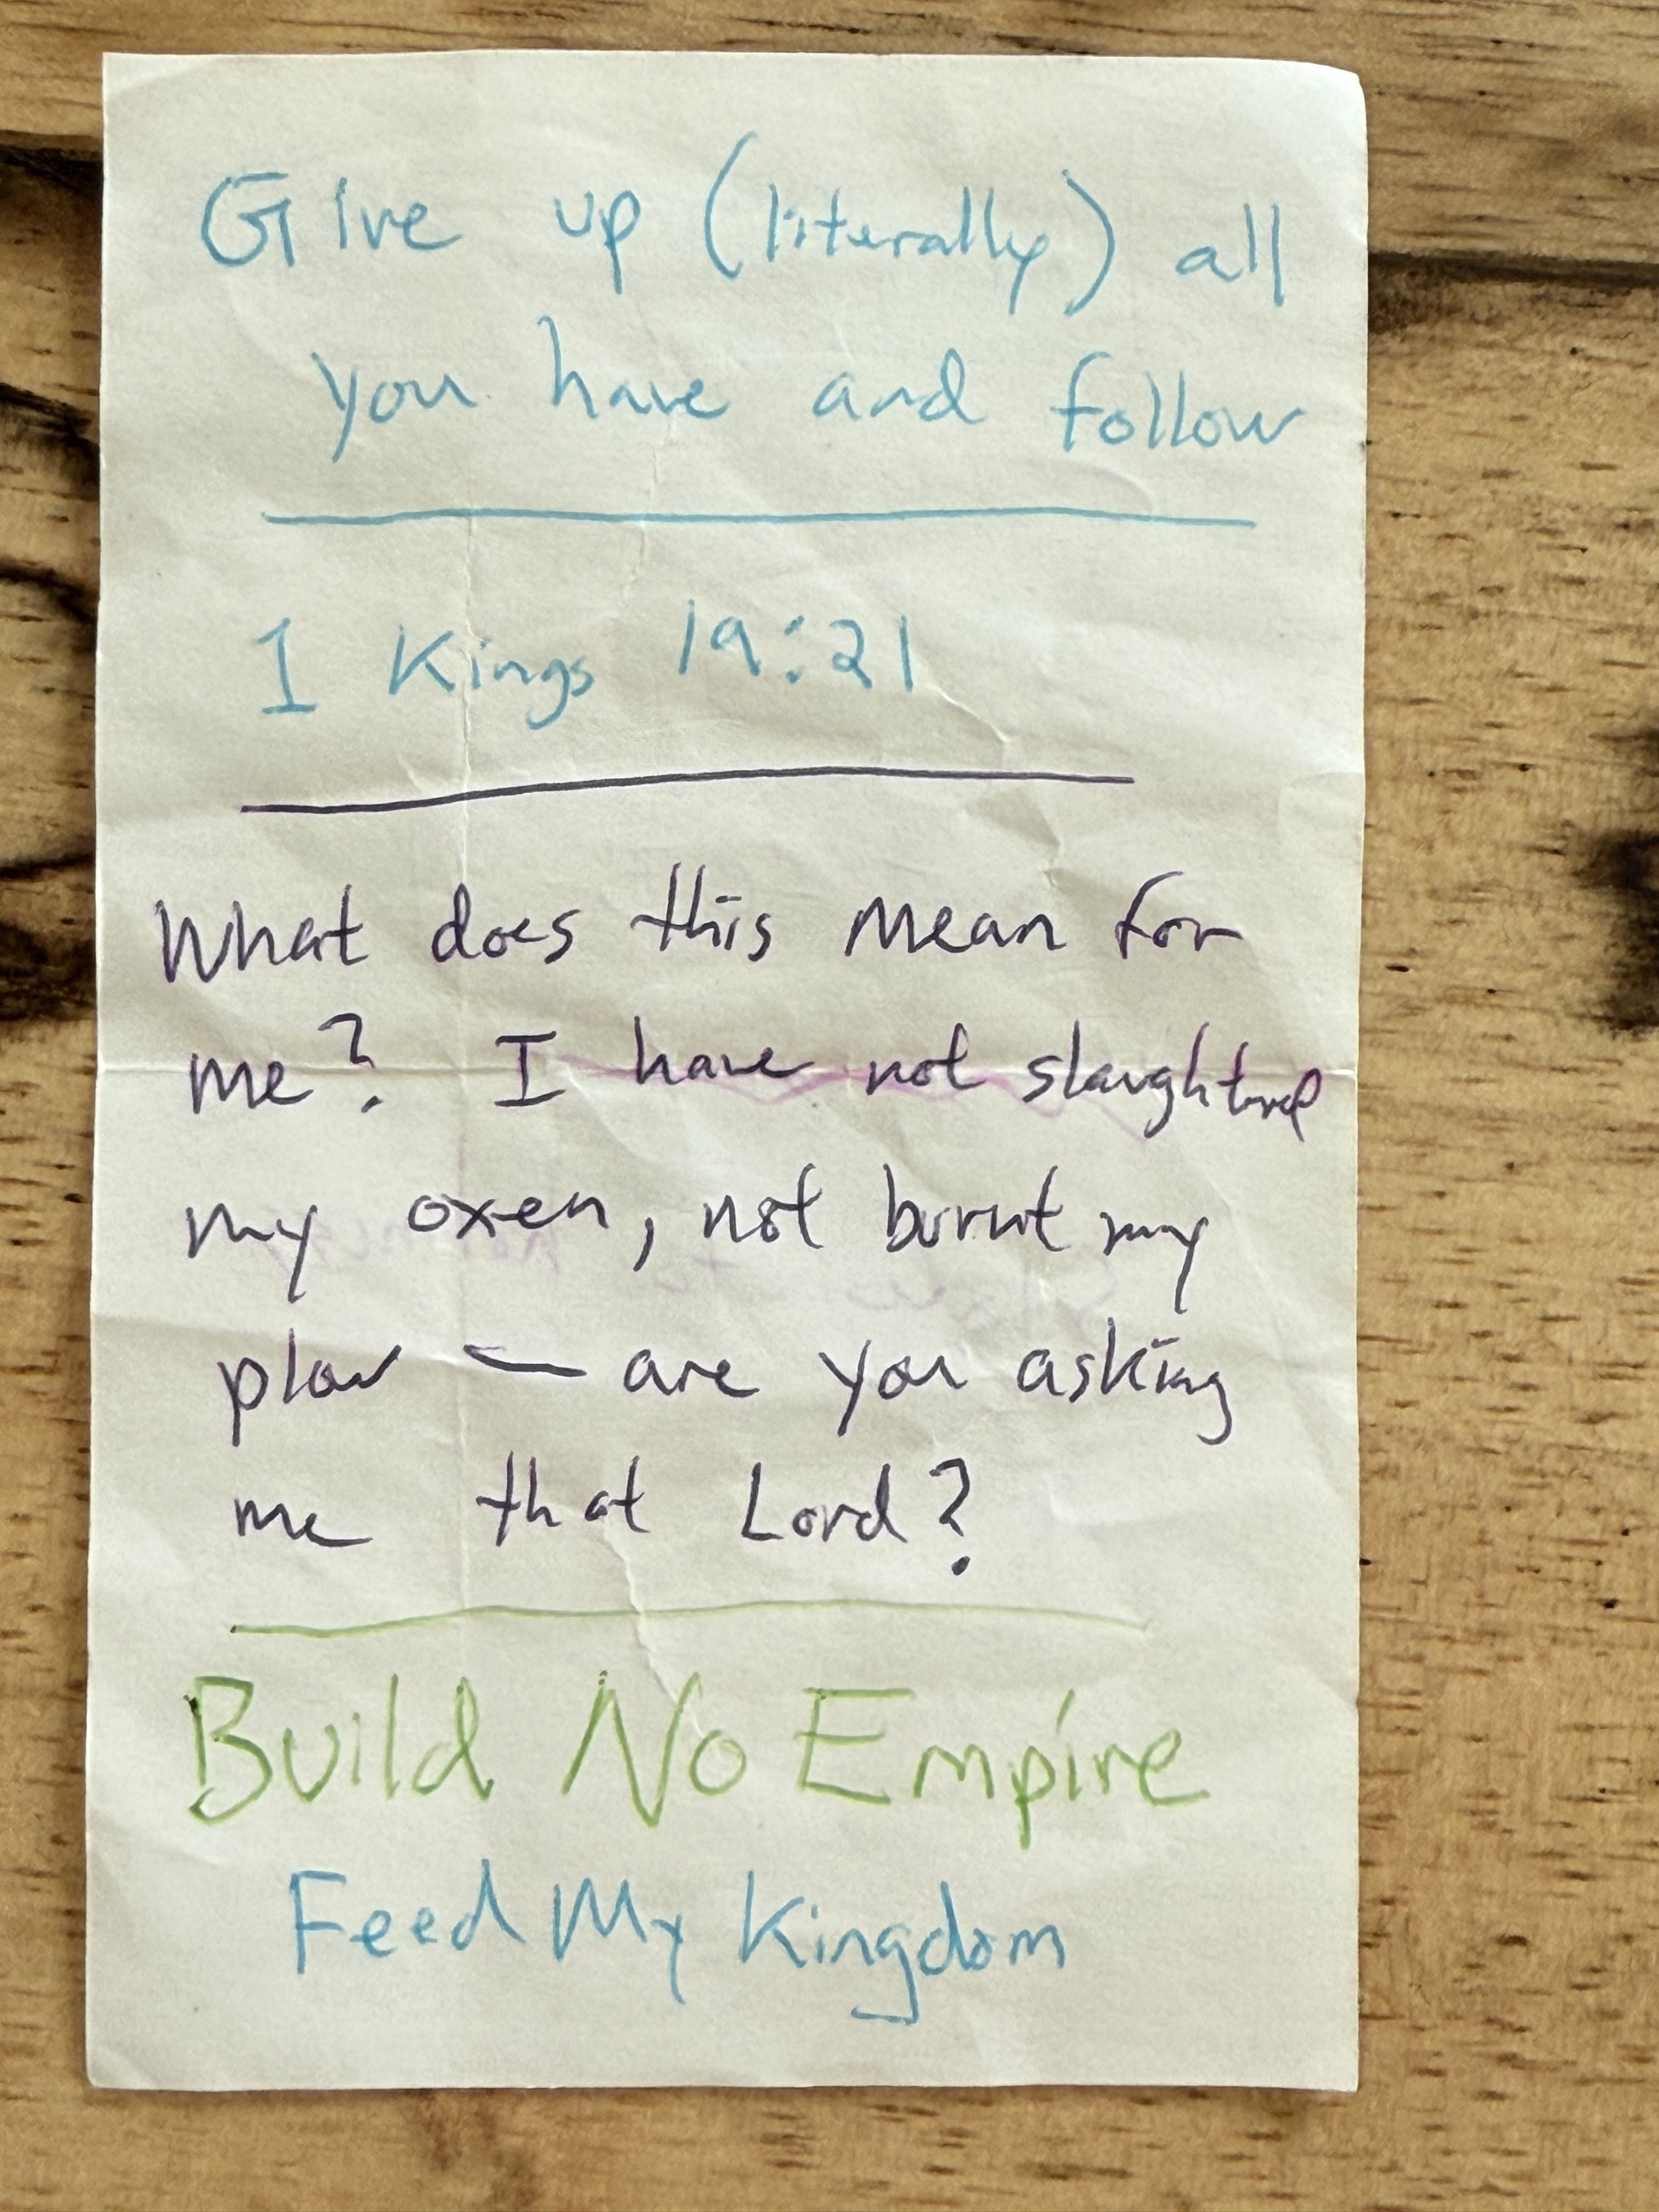 Give up (literally) all
you have and follow
1 Kings 19:21
What does this mean for
me? I have not slaughtered
my oxen, not burnt my
plow — are you asking
me that Lord?
Build No Empire
Feed My Kingdom